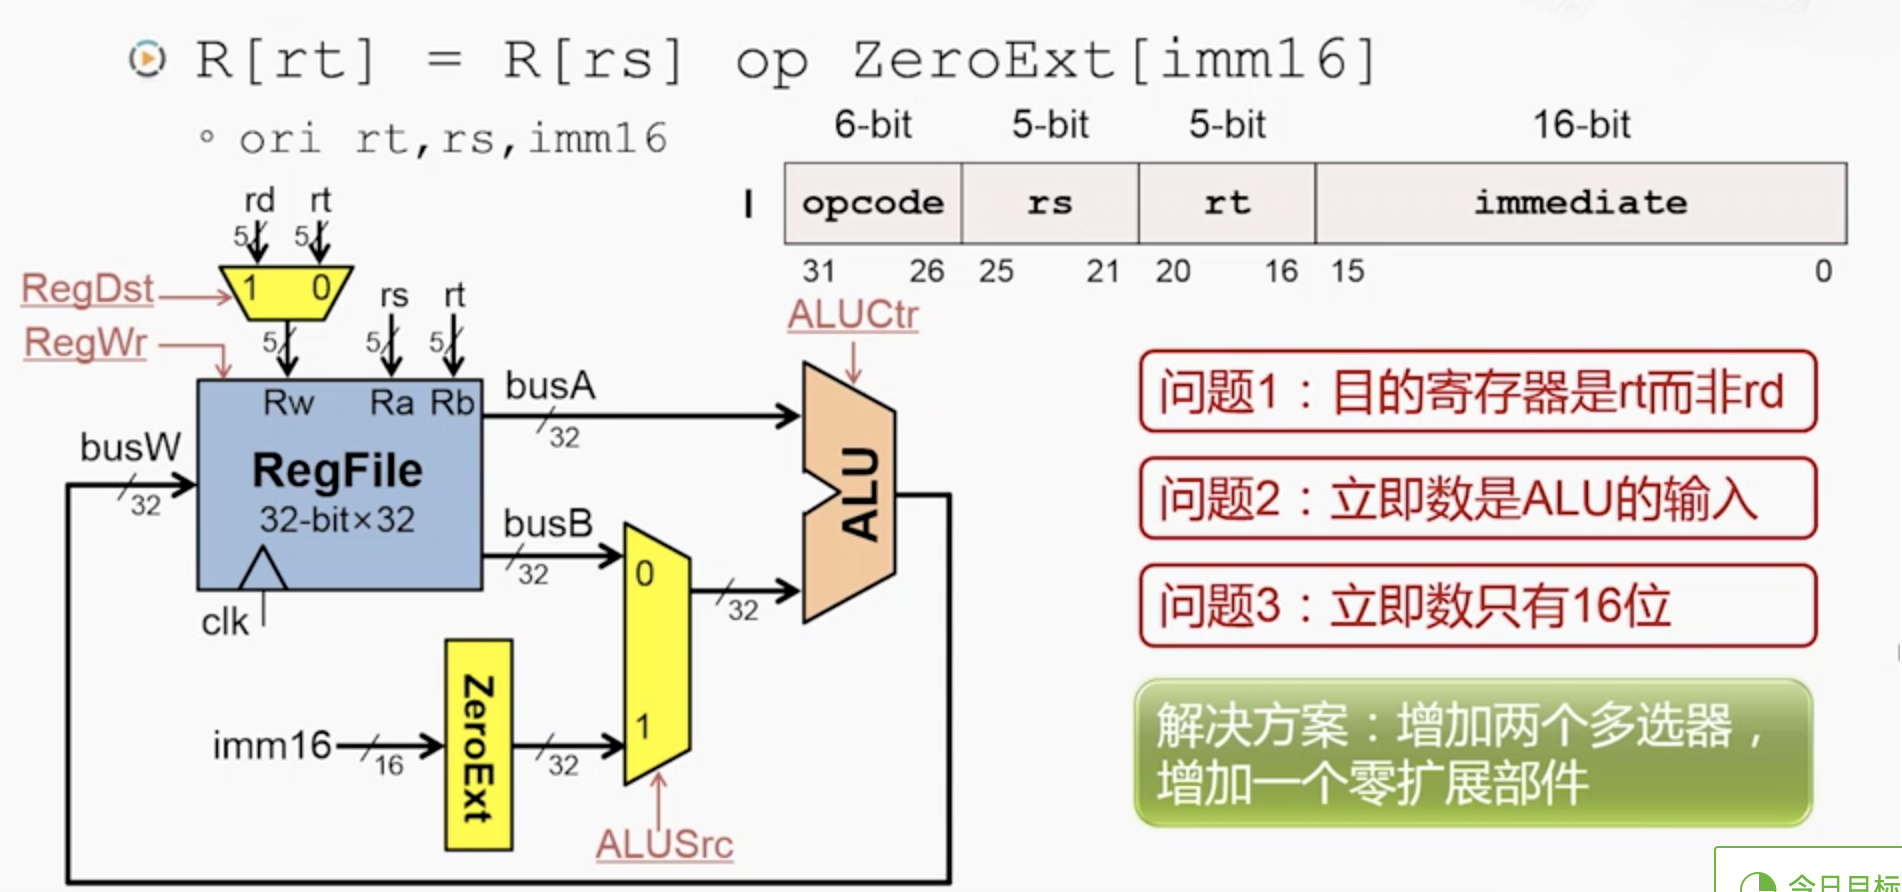 R[rt] = R[rs] op ZeroExt[imm16]
ori rt,rs,imm16
6-bit 5-bit 5-bit 16-bit
I opcode rs rt immediate
31 26 25 21 20 16 15 0
rd rt
5 5
RegDst 1 0
rs rt
RegWr 5 5 5
Rw Ra Rb
busA
32
busW
32
RegFile
32-bit×32
clk
busB
32
0
1
32
imm16
16
ZeroExt
32
ALUSrc
ALUCtr
ALU
问题1：目的寄存器是rt而非rd
问题2：立即数是ALU的输入
问题3：立即数只有16位
解决方案：增加两个多选器，
增加一个零扩展部件
今日目标